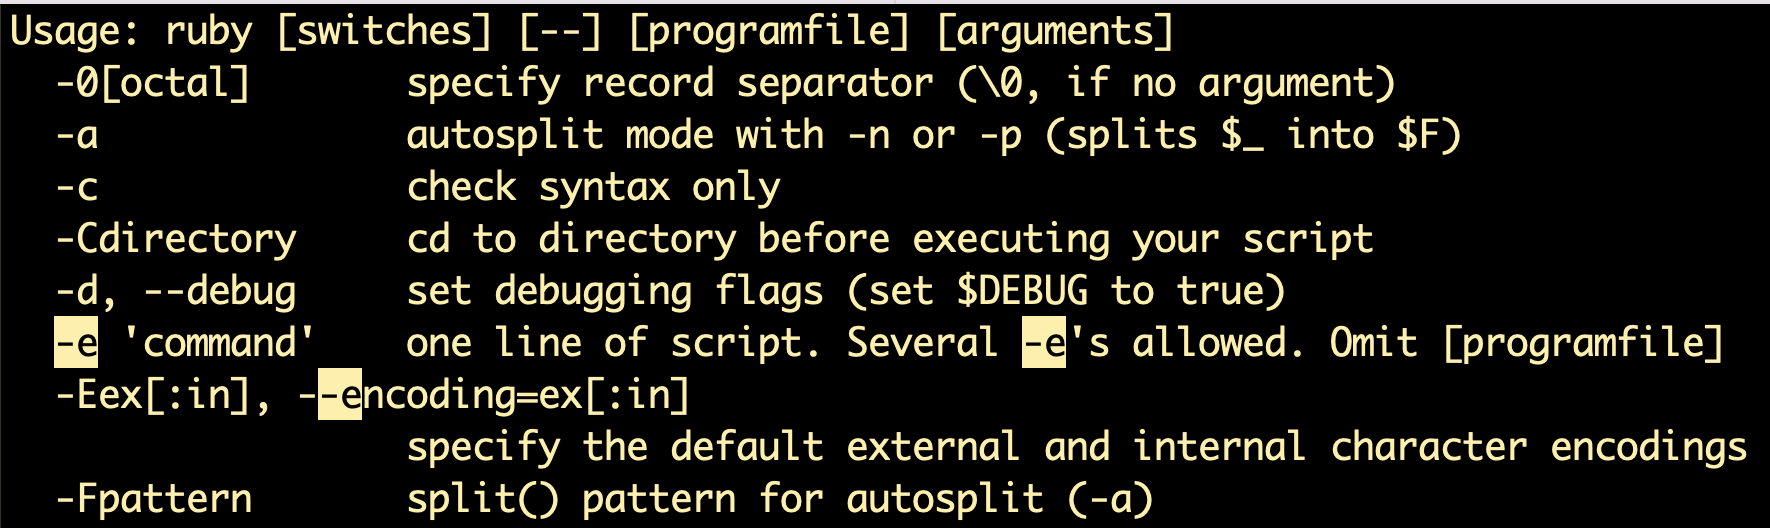 Usage: ruby [switches] [--] [programfile] [arguments]
  -0[octal]       specify record separator (\0, if no argument)
  -a              autosplit mode with -n or -p (splits $_ into $F)
  -c              check syntax only
  -Cdirectory     cd to directory before executing your script
  -d, --debug     set debugging flags (set $DEBUG to true)
  -e 'command'    one line of script. Several -e's allowed. Omit [programfile]
  -Eex[:in], --encoding=ex[:in]
                  specify the default external and internal character encodings
  -Fpattern       split() pattern for autosplit (-a)